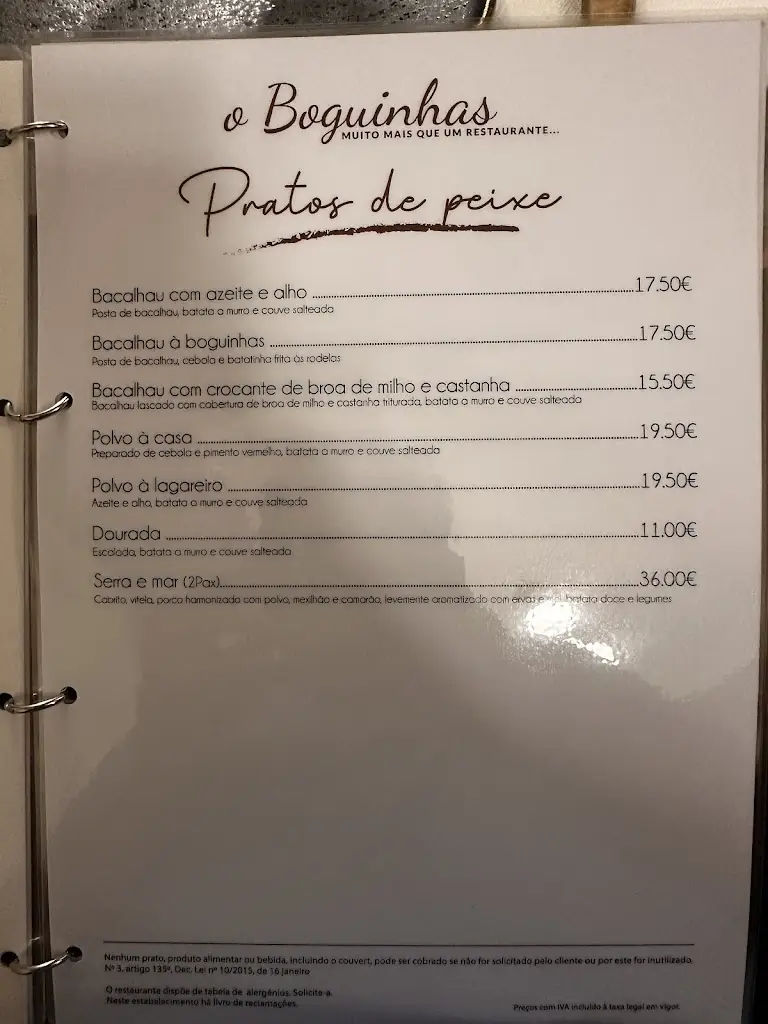 o Boguinhas
MUITO MAIS QUE UM RESTAURANTE...
Pratos de peixe
Bacalhau com azeite e alho ........ 17.50€
Posta de bacalhau, batata a murro e couve salteada
Bacalhau à boguinhas ........ 17.50€
Posta de bacalhau, cebola e batatinha frita às rodelas
Bacalhau com crocante de broa de milho e castanha ........ 15.50€
Bacalhau lascado com cobertura de broa de milho e castanha triturada, batata a murro e couve salteada
Polvo à casa ........ 19.50€
Preparado de cebola e pimento vermelho, batata a murro e couve salteada
Polvo à lagareiro ........ 19.50€
Azeite e alho, batata a murro e couve salteada
Dourada ........ 11.00€
Escalada, batata a murro e couve salteada
Serra e mar (2Pax)........ 36.00€
Cabrito, vitela, porco harmonizado com polvo, mexilhão e camarão, levemente aromatizado com ervas e mel, batata doce e legumes
Nenhum prato, produto alimentar ou bebida, incluindo o couvert, pode ser cobrado se não for solicitado pelo cliente ou por este for inutilizado.
Nº 3, artigo 135º, Dec. Lei nº 10/2015, de 16 Janeiro
O restaurante dispõe de tabela de alergénios. Solicite-a.
Neste estabelecimento há livro de reclamações.
Preços com IVA incluído à taxa legal em vigor.